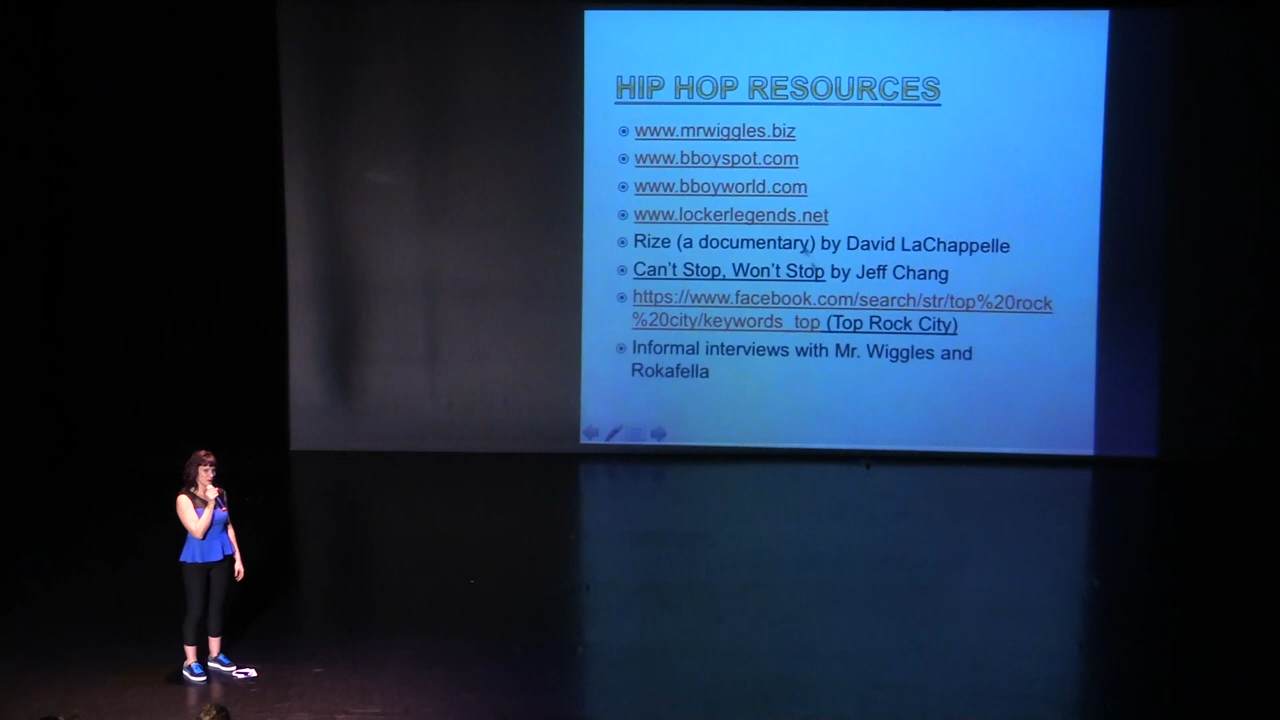 HIP HOP RESOURCES
www.mrwiggles.biz
www.bboyspot.com
www.bboyworld.com
www.lockerlegends.net
Rize (a documentary) by David LaChappelle
Can't Stop, Won't Stop by Jeff Chang
https://www.facebook.com/search/str/top%20rock
%20city/keywords_top (Top Rock City)
Informal interviews with Mr. Wiggles and
Rokafella